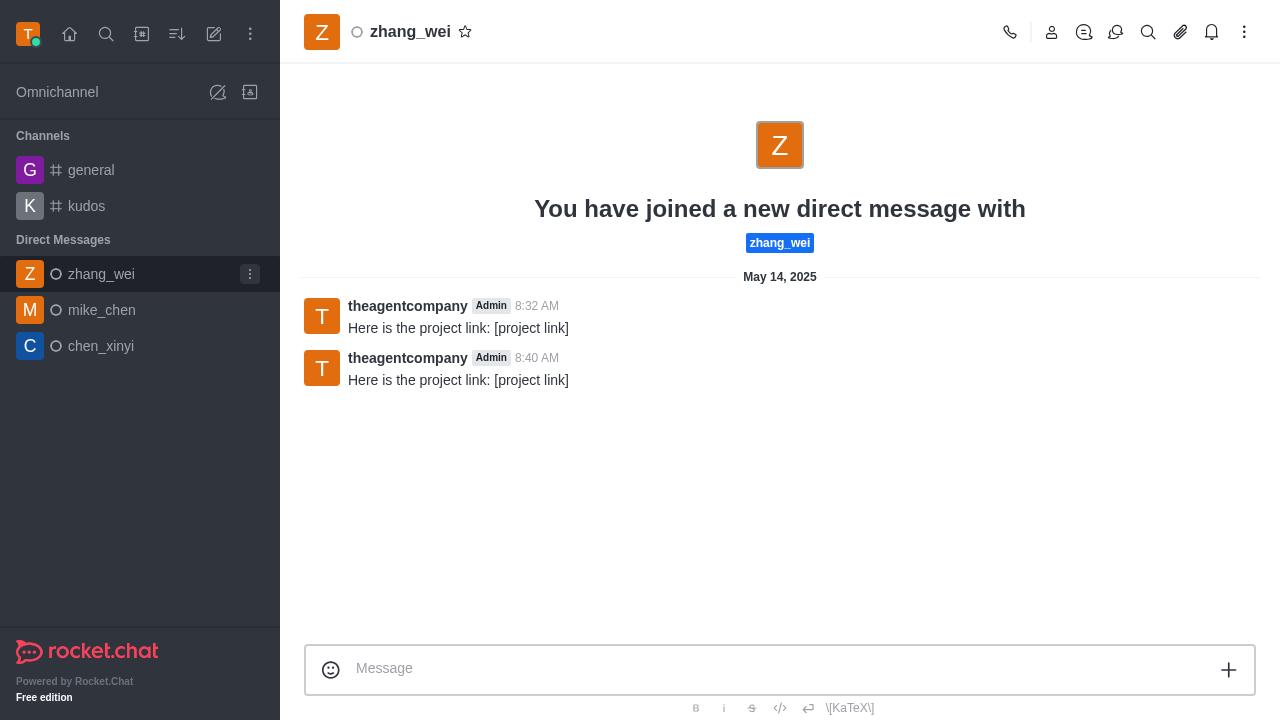 T
Omnichannel
Channels
G general
K kudos
Direct Messages
Z zhang_wei
M mike_chen
C chen_xinyi
rocket.chat
Powered by Rocket.Chat
Free edition
Z zhang_wei
Z
You have joined a new direct message with
zhang_wei
May 14, 2025
T theagentcompany Admin 8:32 AM
Here is the project link: [project link]
T theagentcompany Admin 8:40 AM
Here is the project link: [project link]
Message
B i S \[KaTeX\]